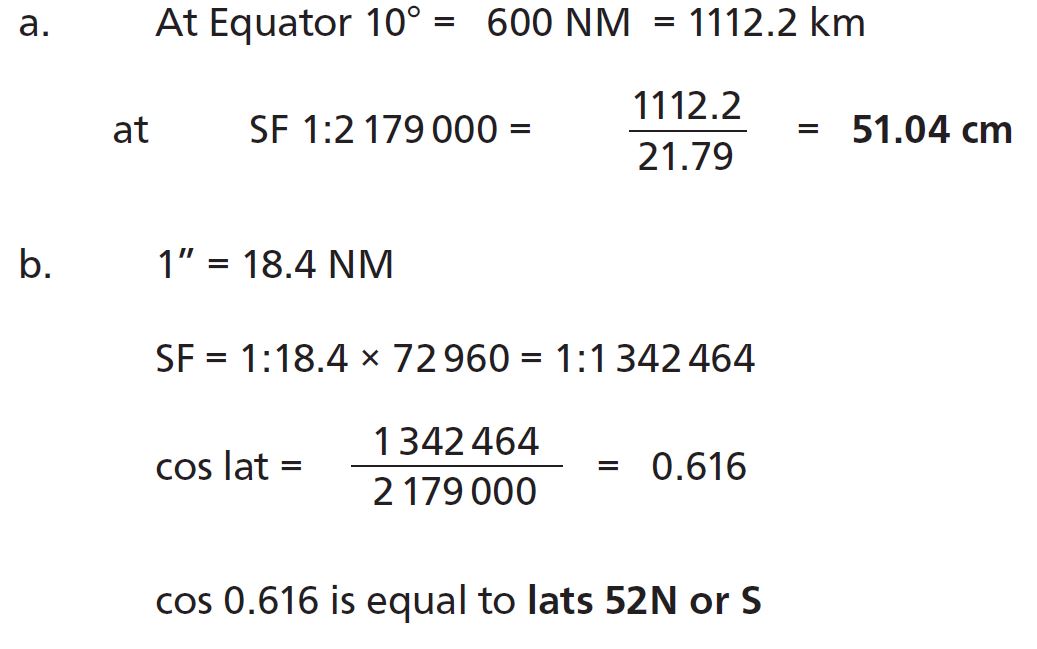 a. At Equator 10° = 600 NM = 1112.2 km
at SF 1:2 179 000 = 1112.2 / 21.79 = 51.04 cm
b. 1” = 18.4 NM
SF = 1:18.4 × 72 960 = 1:1 342 464
cos lat = 1 342 464 / 2 179 000 = 0.616
cos 0.616 is equal to lats 52N or S